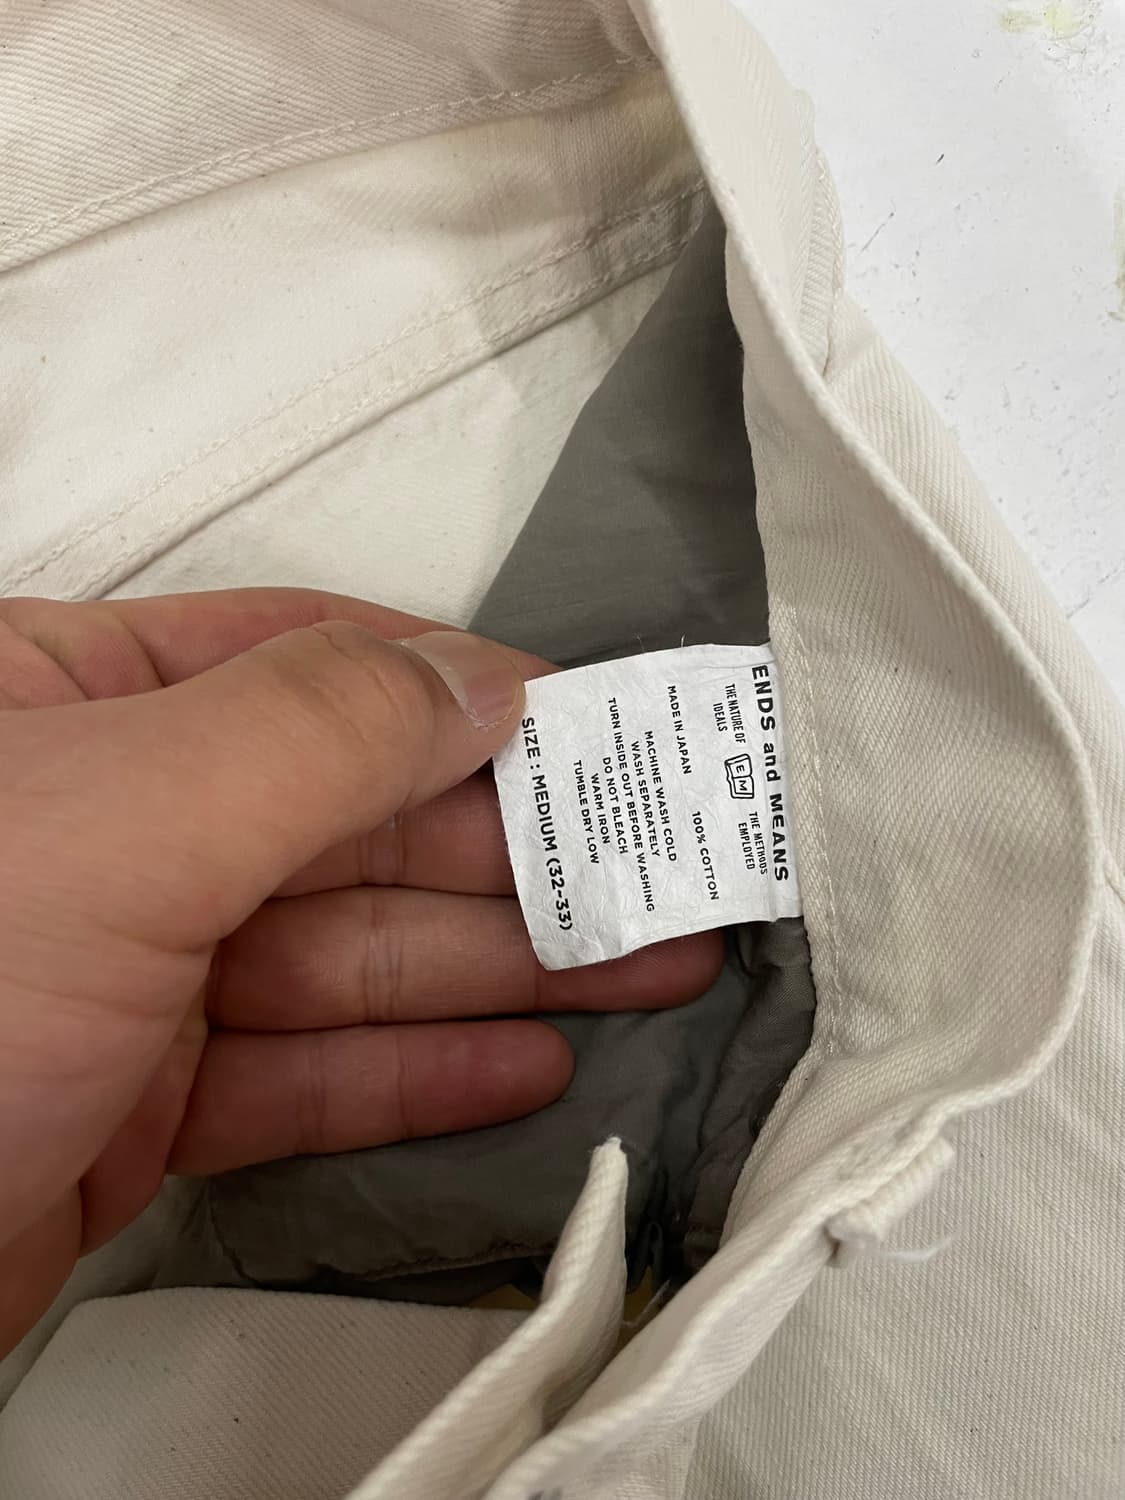 ENDS and MEANS
THE NATURE OF
IDEALS
EM
THE METHODS
EMPLOYED
MADE IN JAPAN 100% COTTON
MACHINE WASH COLD
WASH SEPARATELY
TURN INSIDE OUT BEFORE WASHING
DO NOT BLEACH
WARM IRON
TUMBLE DRY LOW
SIZE : MEDIUM (32-33)